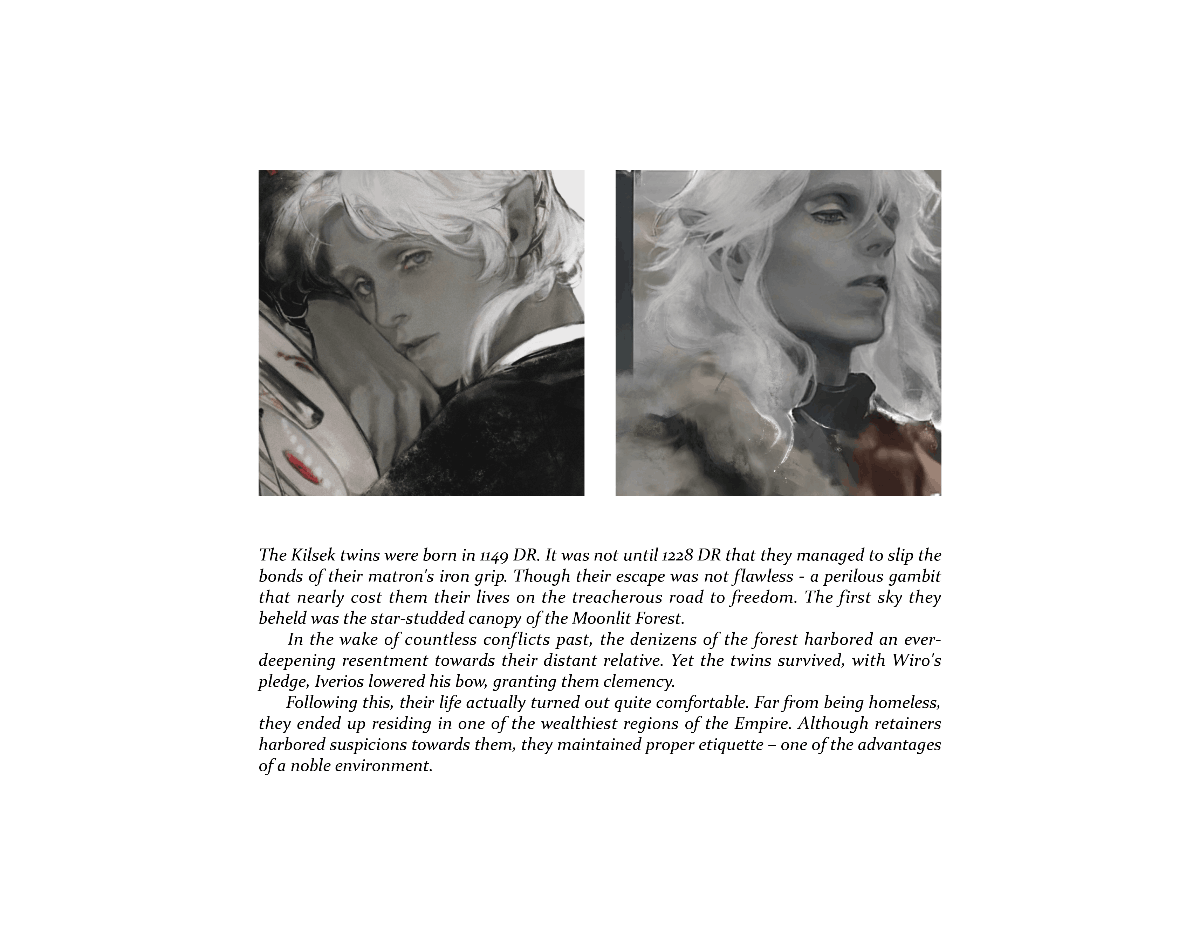 The Kilsek twins were born in 1149 DR. It was not until 1228 DR that they managed to slip the
bonds of their matron's iron grip. Though their escape was not flawless - a perilous gambit
that nearly cost them their lives on the treacherous road to freedom. The first sky they
beheld was the star-studded canopy of the Moonlit Forest.
In the wake of countless conflicts past, the denizens of the forest harbored an ever-
deepening resentment towards their distant relative. Yet the twins survived, with Wiro's
pledge, Iverios lowered his bow, granting them clemency.
Following this, their life actually turned out quite comfortable. Far from being homeless,
they ended up residing in one of the wealthiest regions of the Empire. Although retainers
harbored suspicions towards them, they maintained proper etiquette – one of the advantages
of a noble environment.